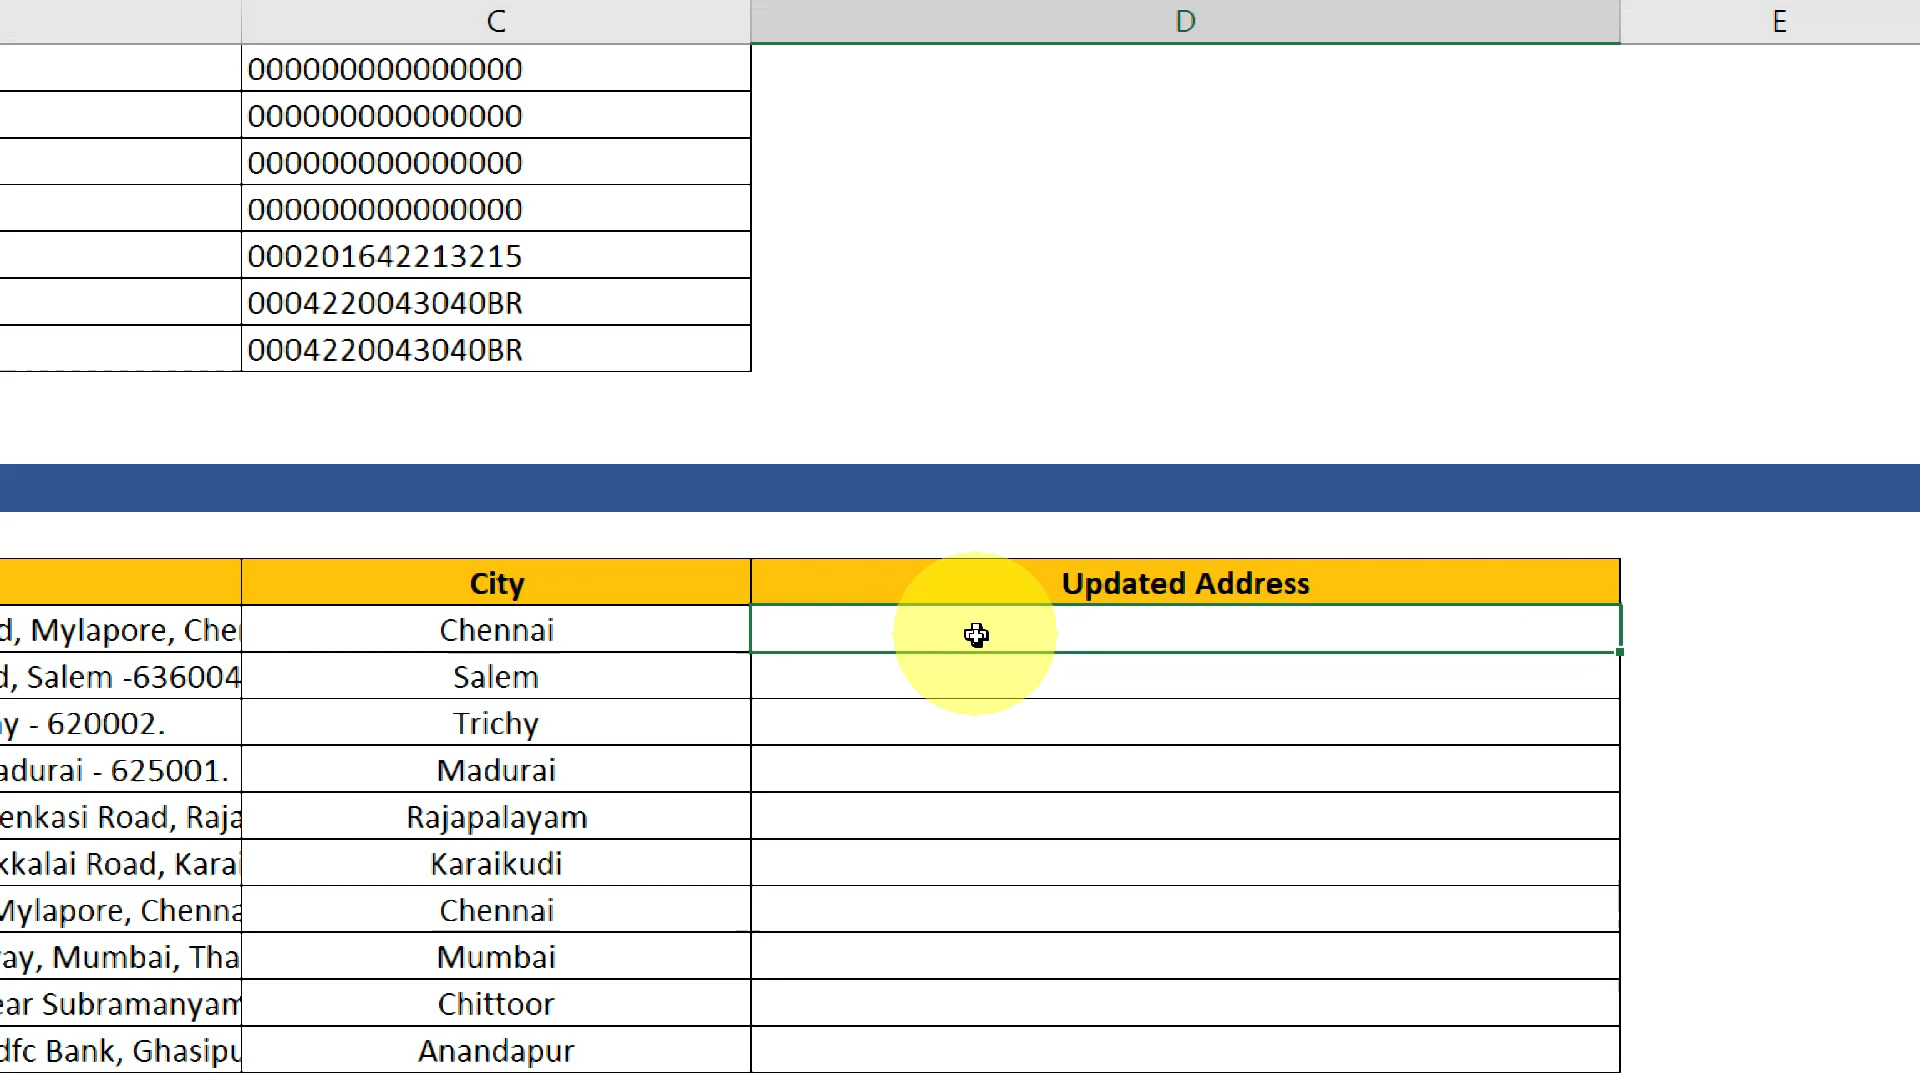 C D E
000000000000000
000000000000000
000000000000000
000000000000000
000201642213215
0004220043040BR
0004220043040BR
City Updated Address
d, Mylapore, Che Chennai
d, Salem -636004 Salem
y - 620002. Trichy
adurai - 625001. Madurai
enkasi Road, Raja Rajapalayam
kkalai Road, Karai Karaikudi
Mylapore, Chenna Chennai
ay, Mumbai, Tha Mumbai
ear Subramanyam Chittoor
dfc Bank, Ghasipu Anandapur